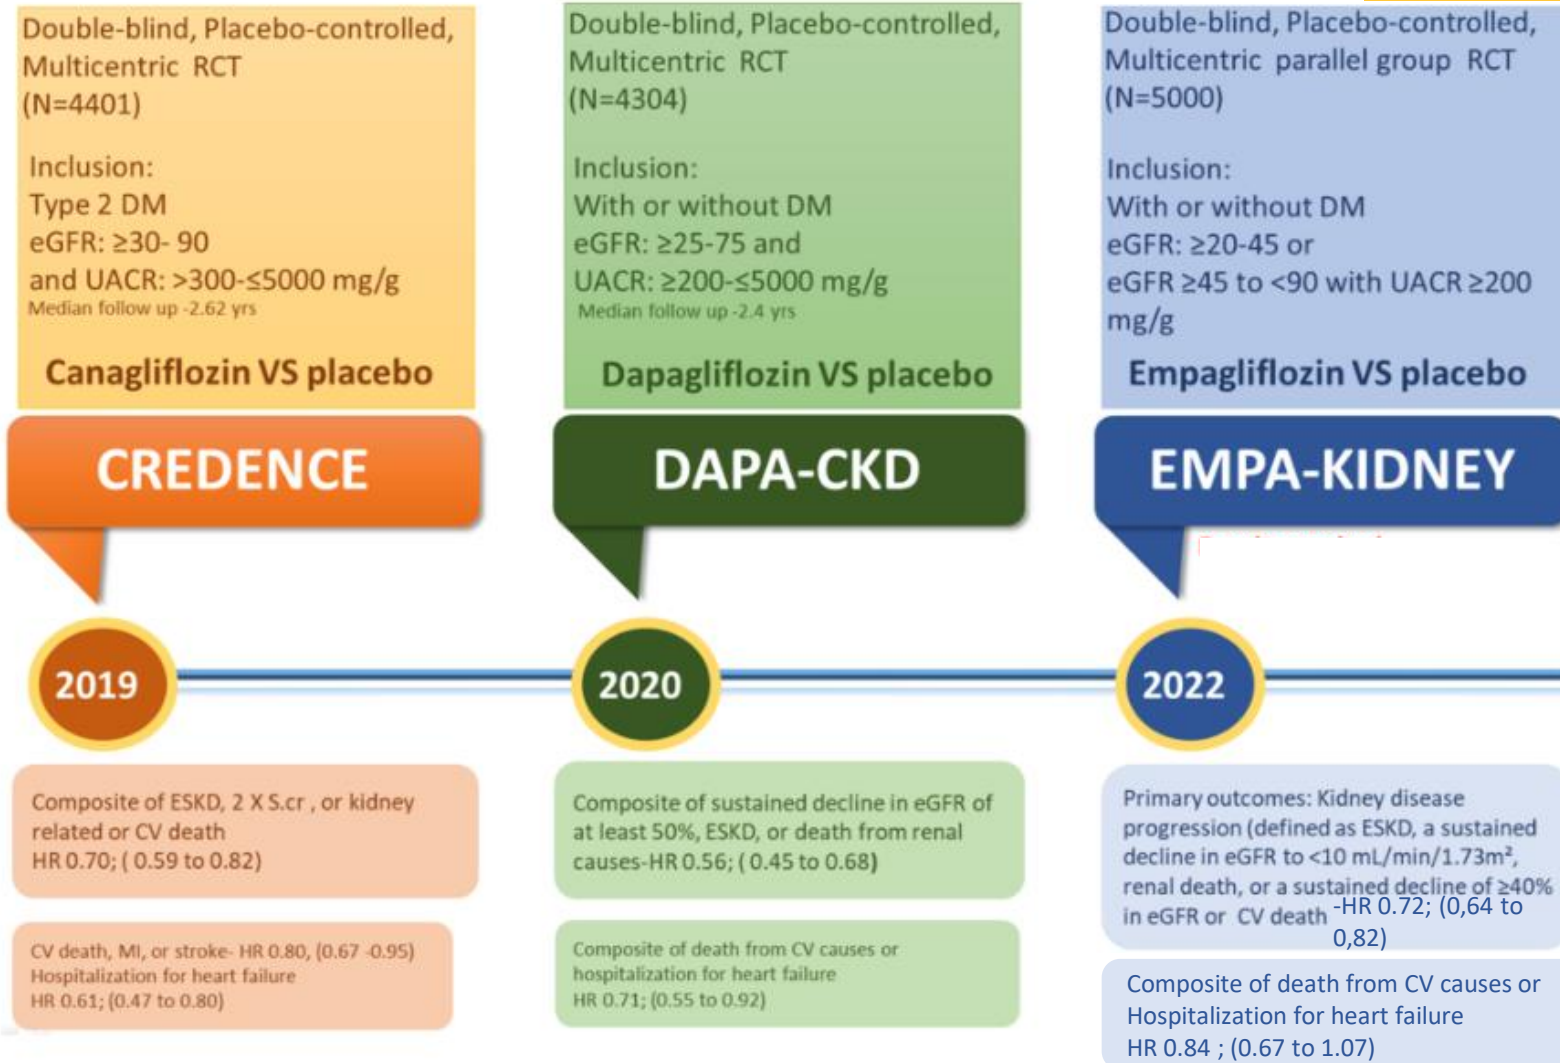 Double-blind, Placebo-controlled,
Multicentric RCT
(N=4401)
Inclusion:
Type 2 DM
eGFR: ≥30- 90
and UACR: >300-≤5000 mg/g
Median follow up -2.62 yrs
Canagliflozin VS placebo
CREDENCE
2019
Composite of ESKD, 2 X S.cr , or kidney
related or CV death
HR 0.70; ( 0.59 to 0.82)
CV death, MI, or stroke- HR 0.80, (0.67 -0.95)
Hospitalization for heart failure
HR 0.61; (0.47 to 0.80)
Double-blind, Placebo-controlled,
Multicentric RCT
(N=4304)
Inclusion:
With or without DM
eGFR: ≥25-75 and
UACR: ≥200-≤5000 mg/g
Median follow up -2.4 yrs
Dapagliflozin VS placebo
DAPA-CKD
2020
Composite of sustained decline in eGFR of
at least 50%, ESKD, or death from renal
causes-HR 0.56; ( 0.45 to 0.68)
Composite of death from CV causes or
hospitalization for heart failure
HR 0.71; (0.55 to 0.92)
Double-blind, Placebo-controlled,
Multicentric parallel group RCT
(N=5000)
Inclusion:
With or without DM
eGFR: ≥20-45 or
eGFR ≥45 to <90 with UACR ≥200
mg/g
Empagliflozin VS placebo
EMPA-KIDNEY
2022
Primary outcomes: Kidney disease
progression (defined as ESKD, a sustained
decline in eGFR to <10 mL/min/1.73m²,
renal death, or a sustained decline of ≥40%
in eGFR or CV death -HR 0.72; (0,64 to
0,82)
Composite of death from CV causes or
Hospitalization for heart failure
HR 0.84 ; (0.67 to 1.07)